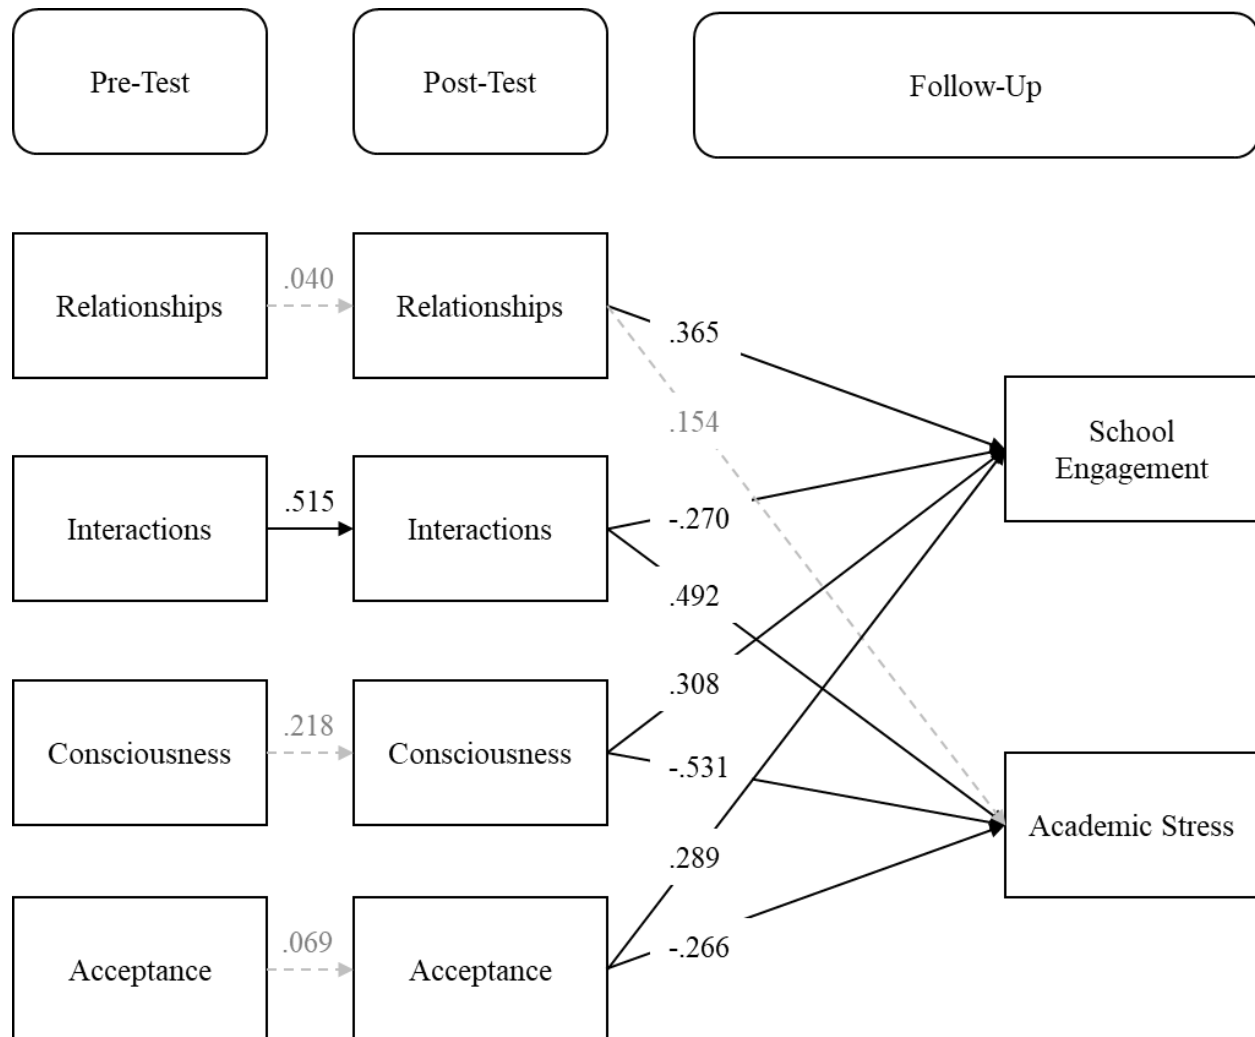 Pre-Test
Post-Test
Follow-Up
Relationships
.040
Relationships
.365
.154
School
Engagement
Interactions
.515
Interactions
-.270
.492
Consciousness
.218
Consciousness
.308
-.531
Academic Stress
Acceptance
.069
Acceptance
.289
-.266